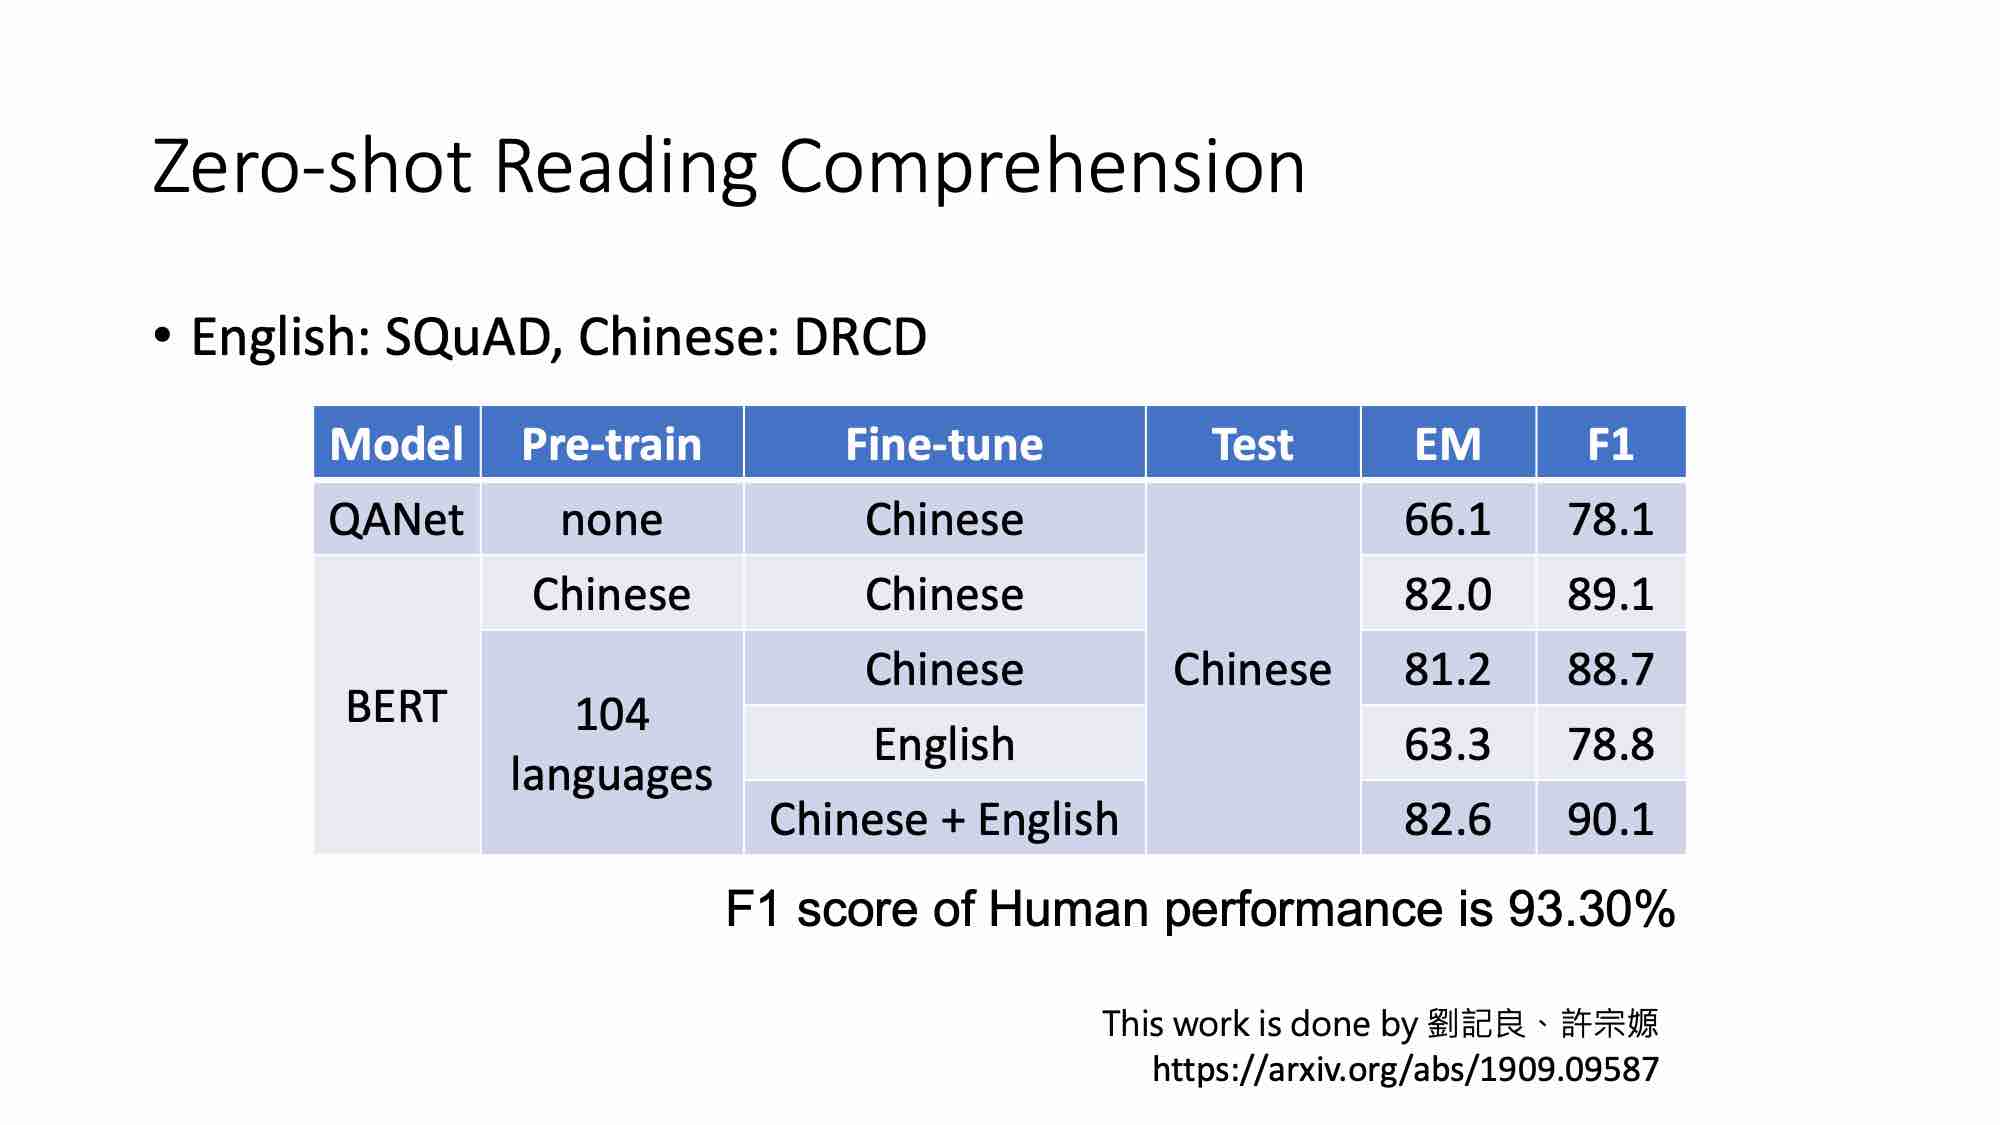 Zero-shot Reading Comprehension
• English: SQuAD, Chinese: DRCD
Model Pre-train Fine-tune Test EM F1
QANet none Chinese 66.1 78.1
Chinese Chinese 82.0 89.1
Chinese Chinese 81.2 88.7
BERT 104 languages
English 63.3 78.8
Chinese + English 82.6 90.1
F1 score of Human performance is 93.30%
This work is done by 劉記良、許宗嫄
https://arxiv.org/abs/1909.09587